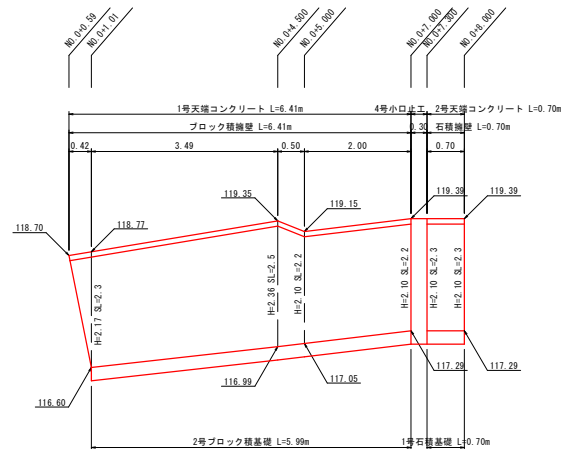 NO.0+0.59
NO.0+1.01
NO.0+4.500
NO.0+5.000
NO.0+7.000
NO.0+7.300
NO.0+8.000
1号天端コンクリート L=6.41m
4号小口止工
2号天端コンクリート L=0.70m
ブロック積擁壁 L=6.41m
0.30
石積擁壁 L=0.70m
0.42
3.49
0.50
2.00
0.70
119.35
119.15
119.39
119.39
118.70
118.77
H=2.17 SL=2.3
H=2.36 SL=2.5
H=2.10 SL=2.2
H=2.10 SL=2.2
H=2.10 SL=2.3
H=2.10 SL=2.3
116.60
116.99
117.05
117.29
117.29
2号ブロック積基礎 L=5.99m
1号石積基礎 L=0.70m